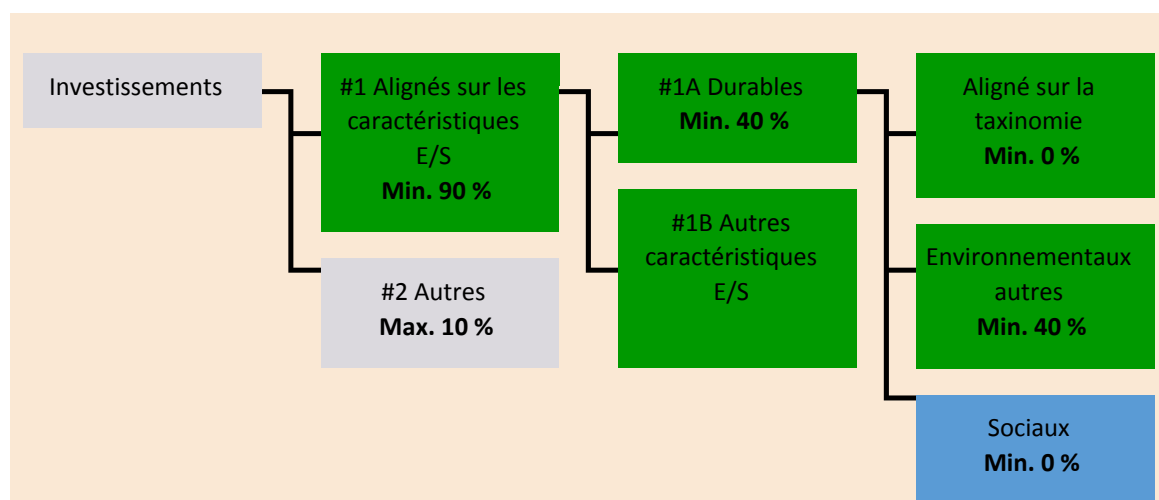 Investissements
#1 Alignés sur les
caractéristiques
E/S
Min. 90 %
#2 Autres
Max. 10 %
#1A Durables
Min. 40 %
#1B Autres
caractéristiques
E/S
Aligné sur la
taxinomie
Min. 0 %
Environnementaux
autres
Min. 40 %
Sociaux
Min. 0 %